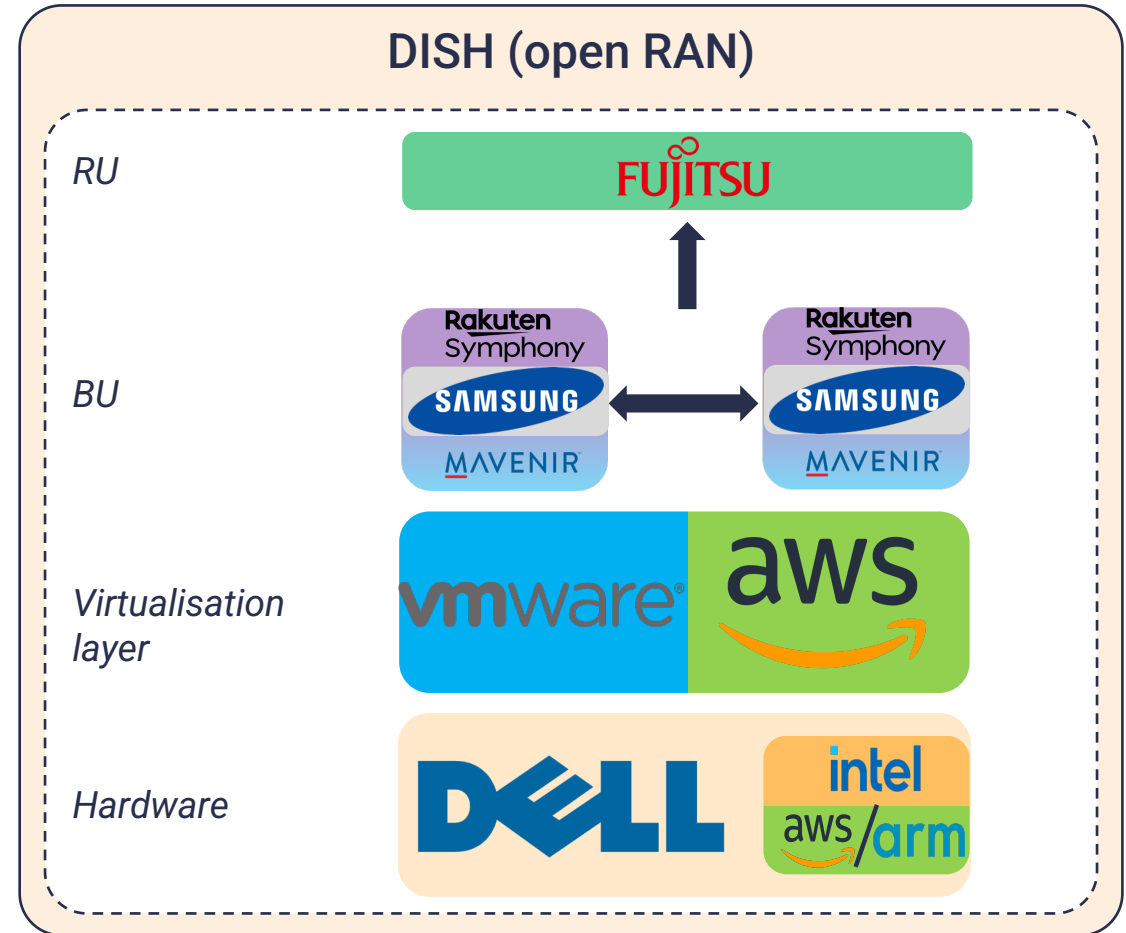 DISH (open RAN)
RU
FUJITSU
BU
Rakuten
Symphony
SAMSUNG
MAVENIR
Rakuten
Symphony
SAMSUNG
MAVENIR
Virtualisation
layer
vmware®
aws
Hardware
DELL
intel
aws/arm